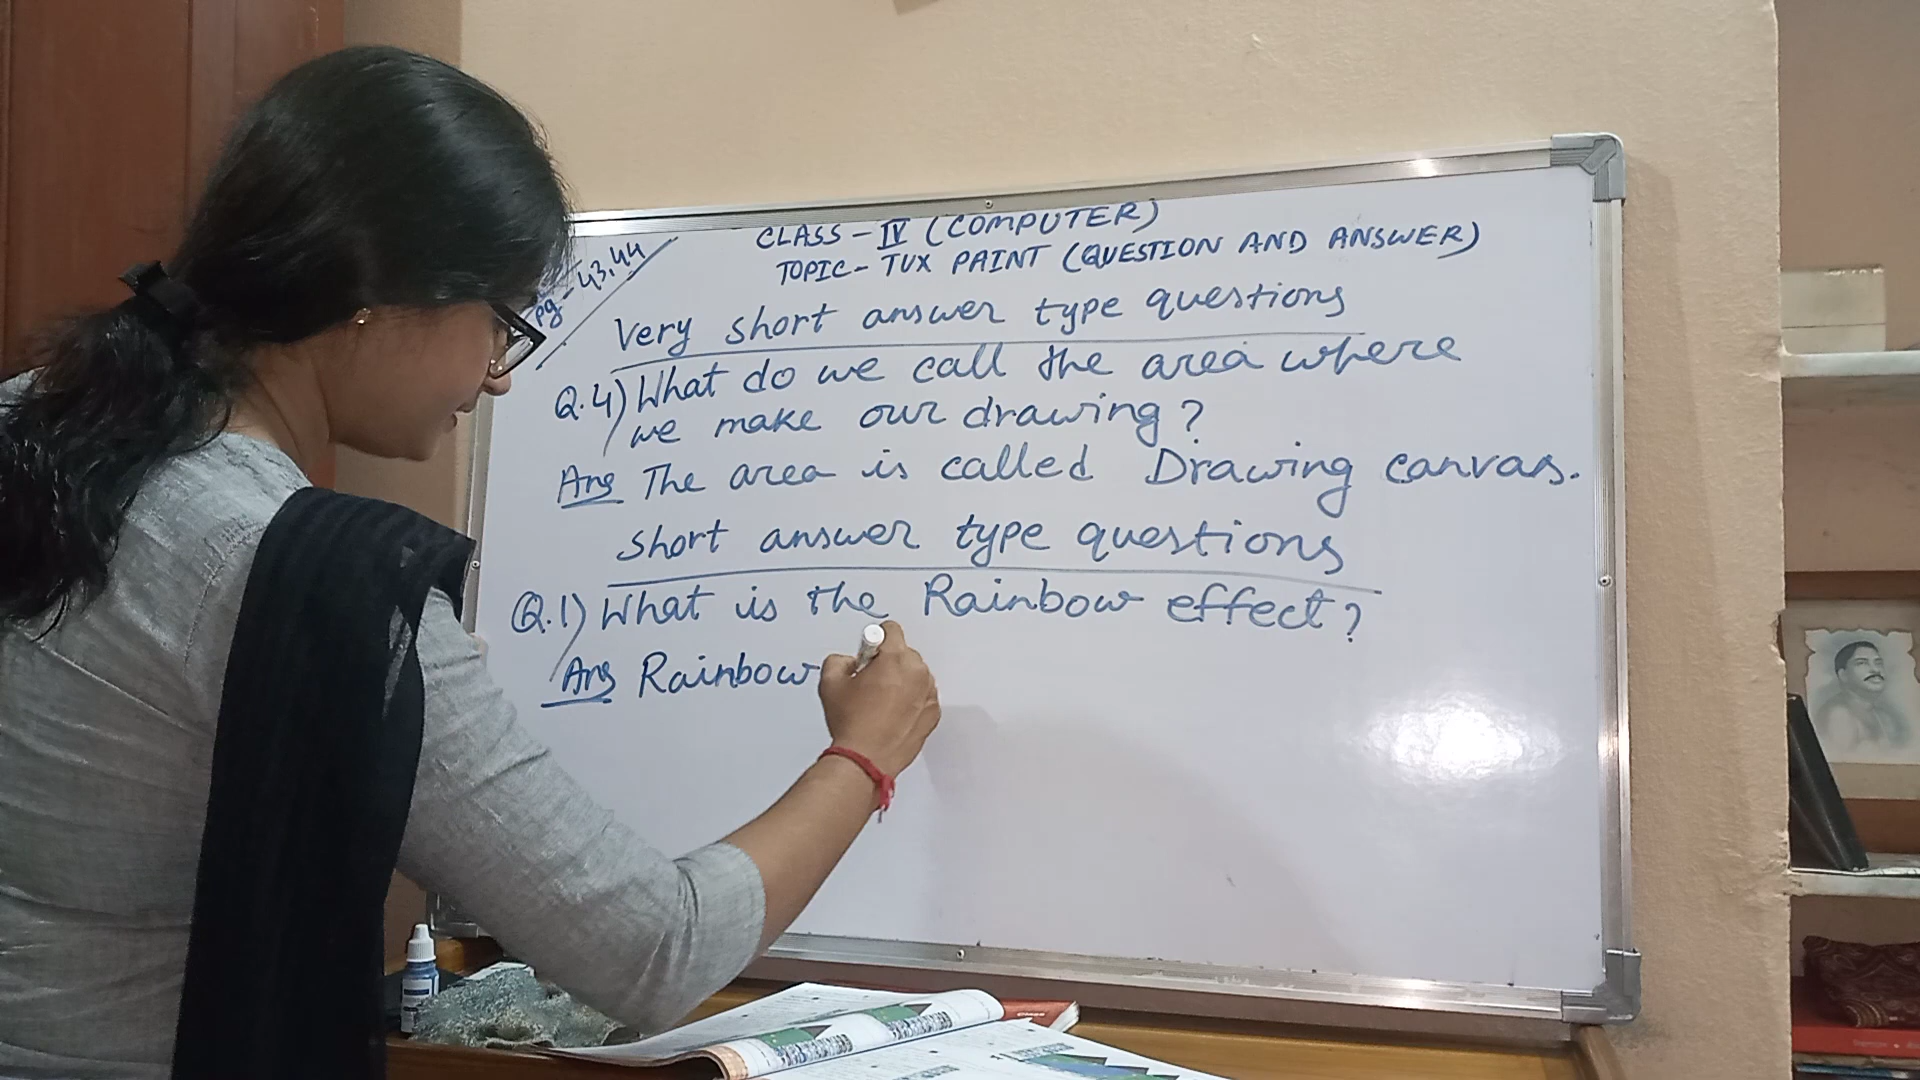 pg-43,44
CLASS-IV (COMPUTER)
TOPIC-TUX PAINT (QUESTION AND ANSWER)
Very short answer type questions
Q.4) What do we call the area where
we make our drawing?
Ans The area is called Drawing canvas.
Short answer type questions
Q.1) What is the Rainbow effect?
Ans Rainbow